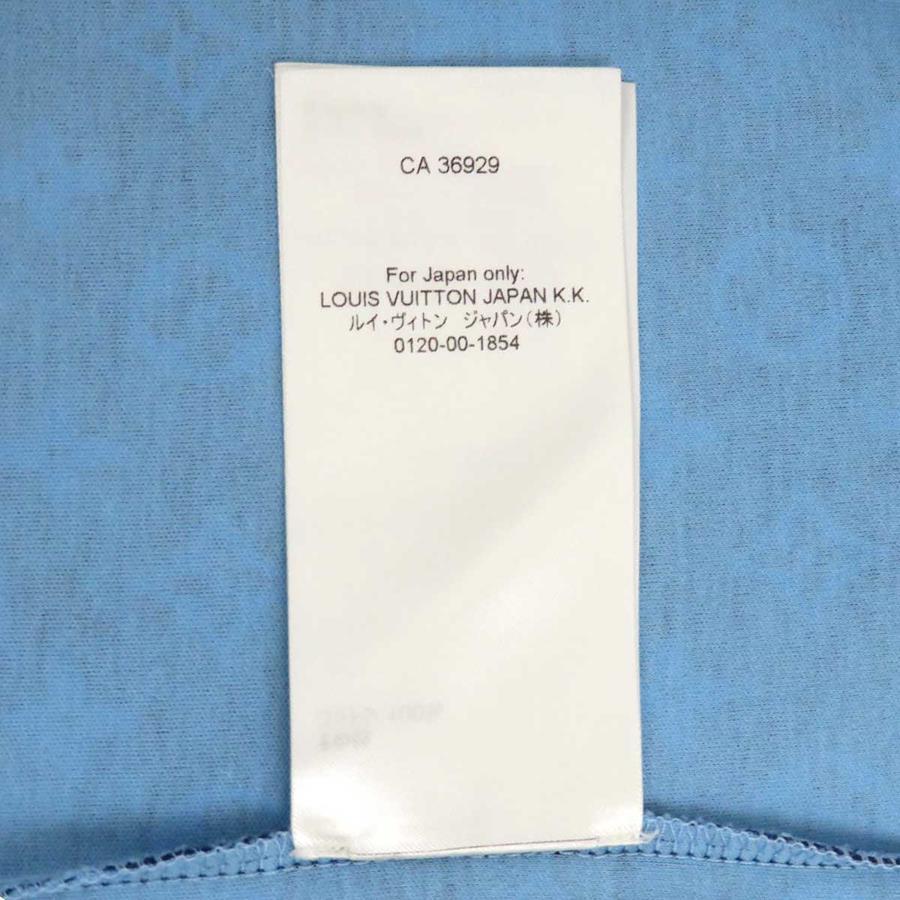 CA 36929
For Japan only:
LOUIS VUITTON JAPAN K.K.
ルイ・ヴィトン ジャパン(株)
0120-00-1854